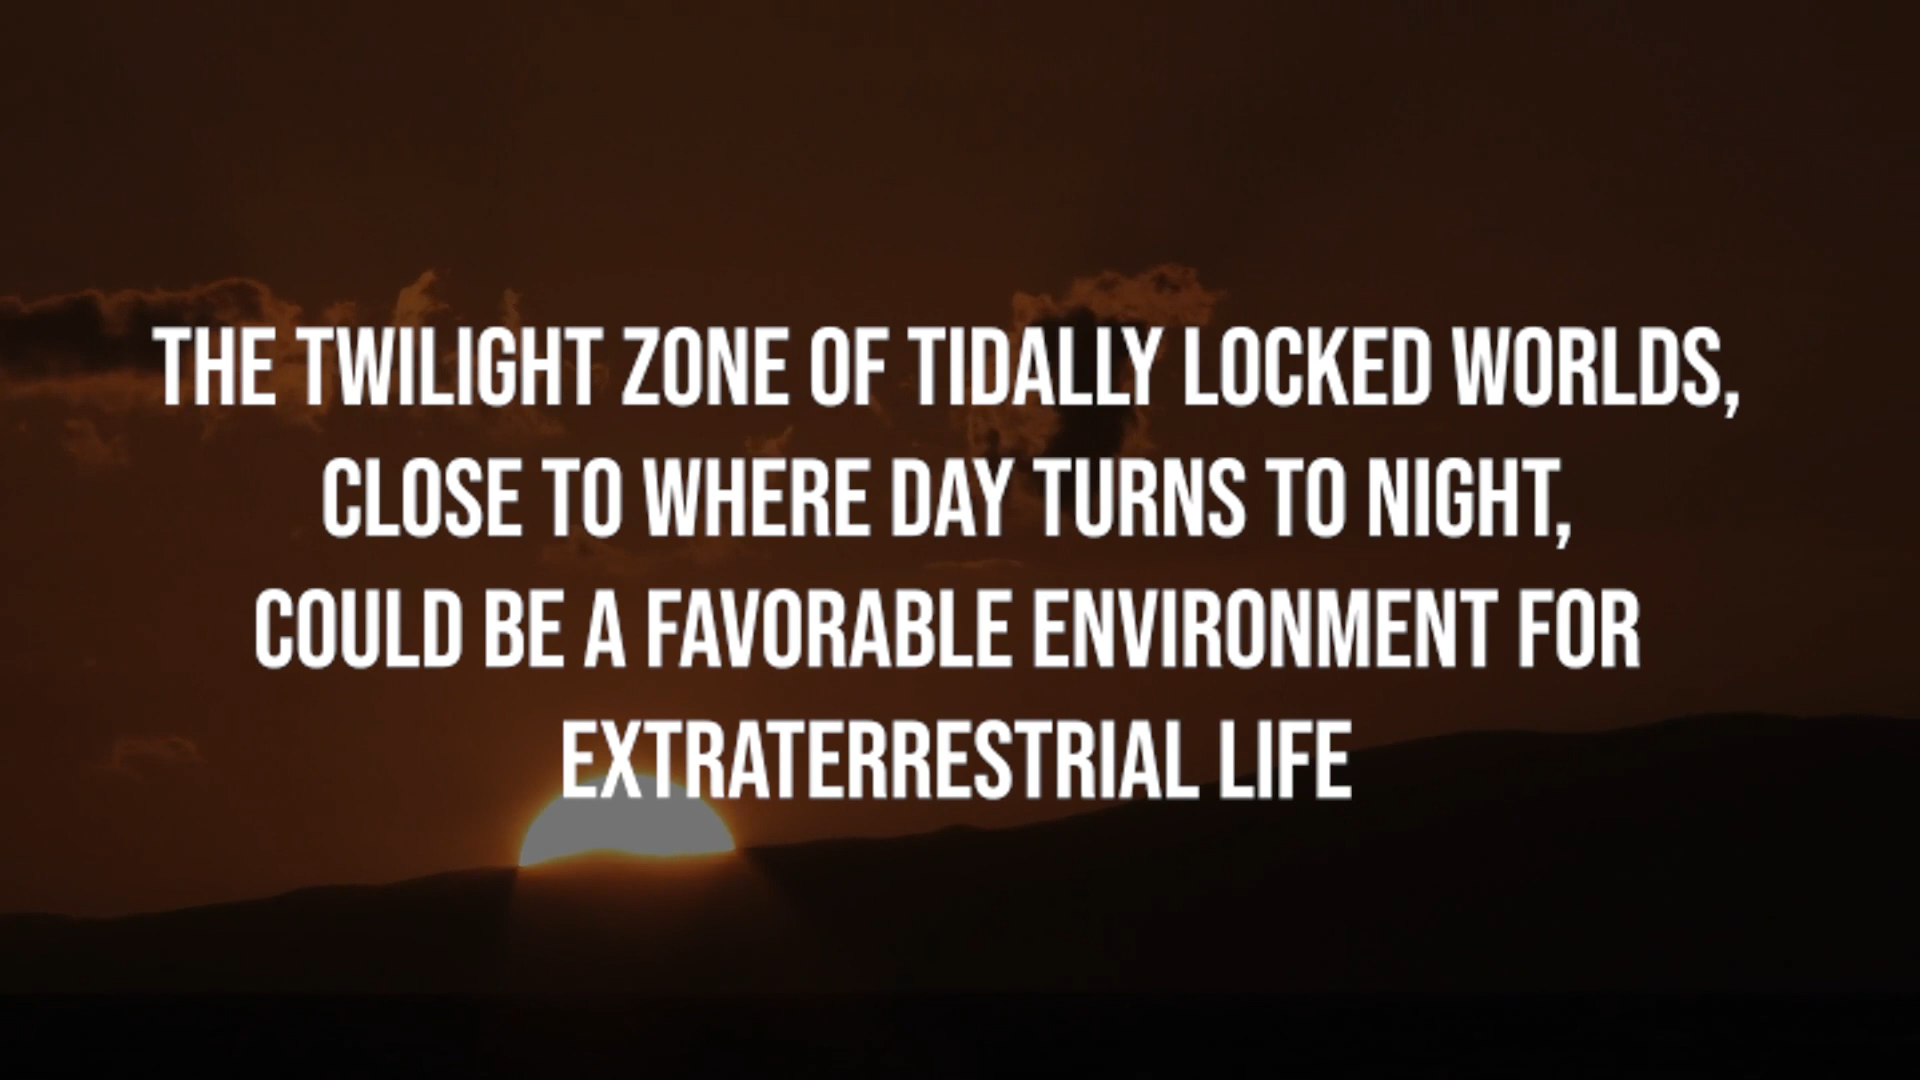 THE TWILIGHT ZONE OF TIDALLY LOCKED WORLDS,
CLOSE TO WHERE DAY TURNS TO NIGHT,
COULD BE A FAVORABLE ENVIRONMENT FOR
EXTRATERRESTRIAL LIFE